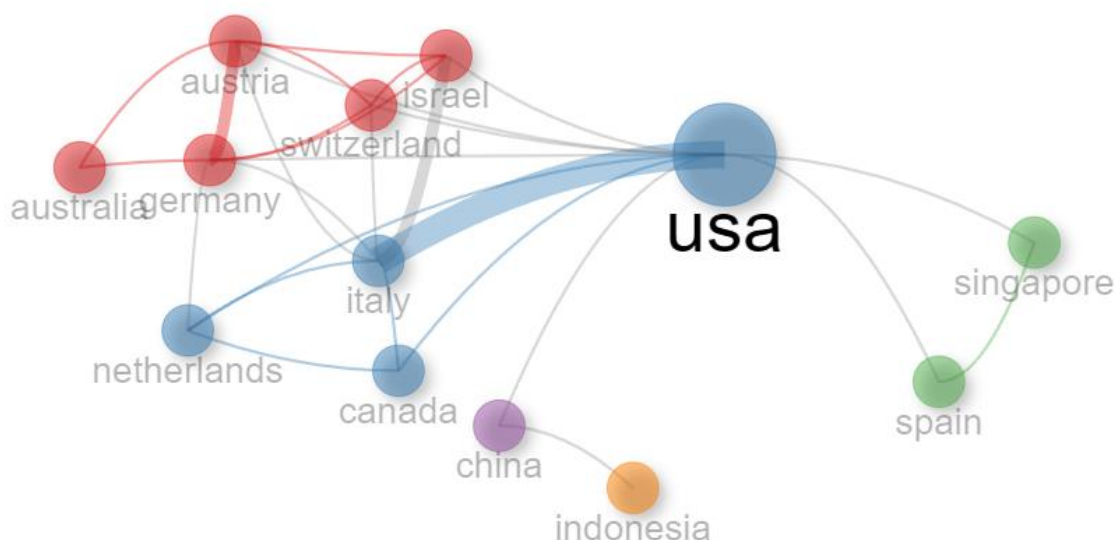 austria
israel
switzerland
australia
germany
usa
italy
singapore
netherlands
canada
spain
china
indonesia